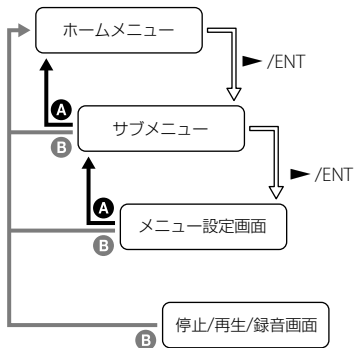 ホームメニュー
► /ENT
A
サブメニュー
B
► /ENT
A
メニュー設定画面
B
停止/再生/録音画面
B